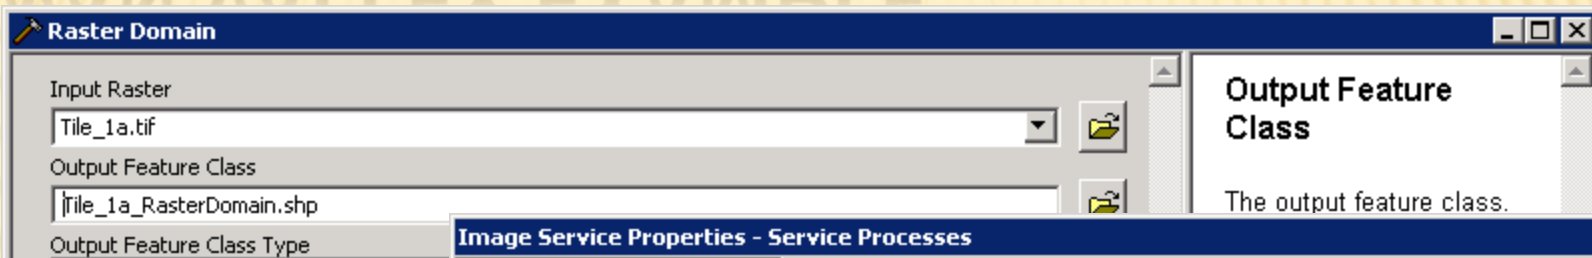 Raster Domain
Input Raster
Tile_1a.tif
Output Feature Class
Tile_1a_RasterDomain.shp
Output Feature Class Type
Output Feature
Class
The output feature class.
Image Service Properties - Service Processes